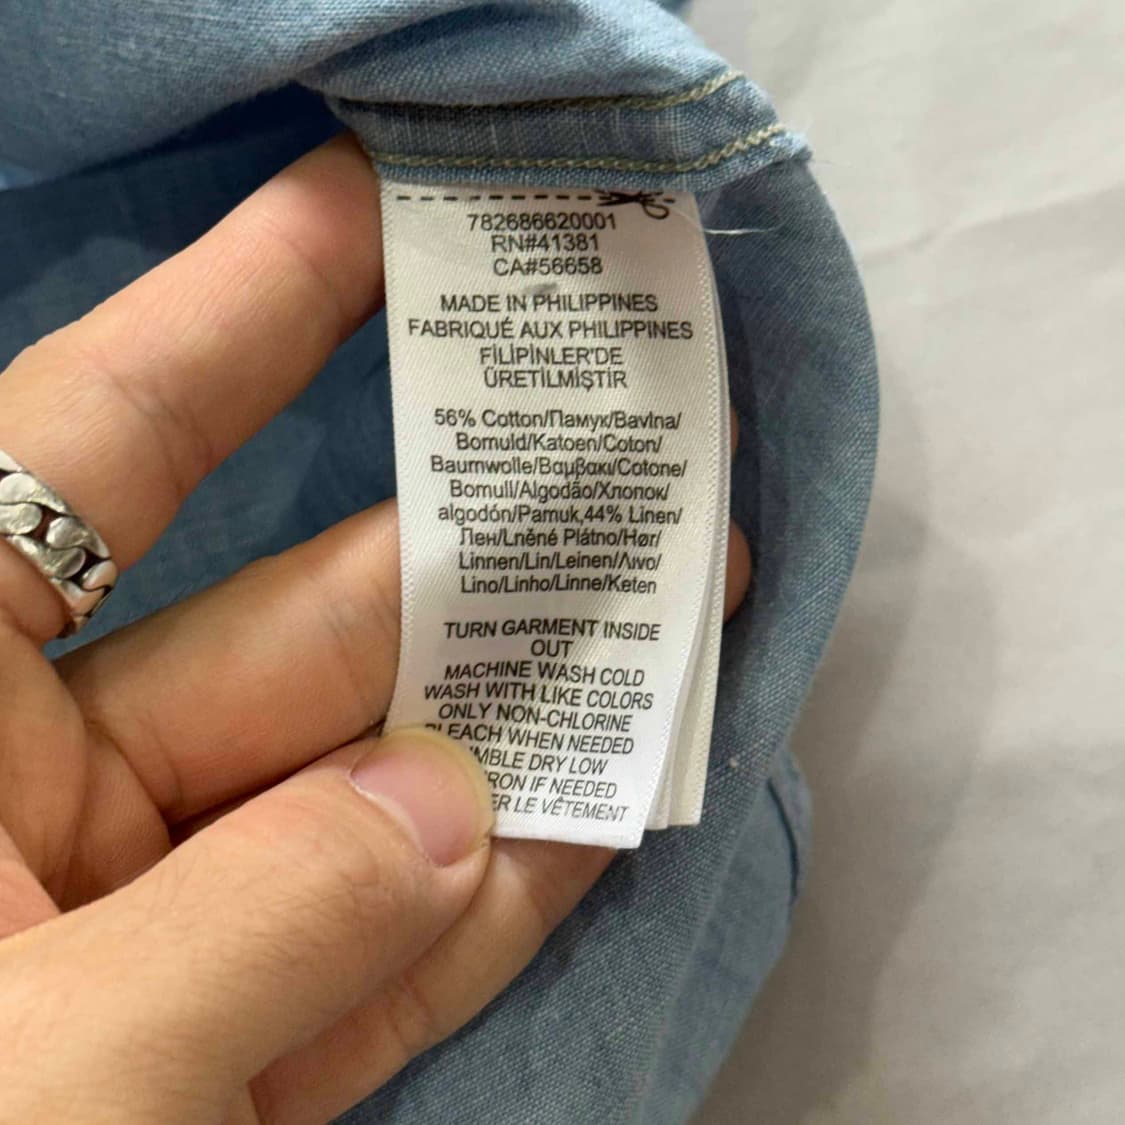 782686620001
RN#41381
CA#56658
MADE IN PHILIPPINES
FABRIQUÉ AUX PHILIPPINES
FİLİPİNLER'DE
ÜRETİLMİŞTİR
56% Cotton/Памук/Bavlna/
Bomuld/Katoen/Coton/
Baumwolle/Βαμβακι/Cotone/
Bomull/Algodão/Хлопок/
algodón/Pamuk,44% Linen/
Лен/Lněné Plátno/Hør/
Linnen/Lin/Leinen/Λινο/
Lino/Linho/Linne/Keten
TURN GARMENT INSIDE
OUT
MACHINE WASH COLD
WASH WITH LIKE COLORS
ONLY NON-CHLORINE
BLEACH WHEN NEEDED
DRY LOW
IF NEEDED
LE VÊTEMENT